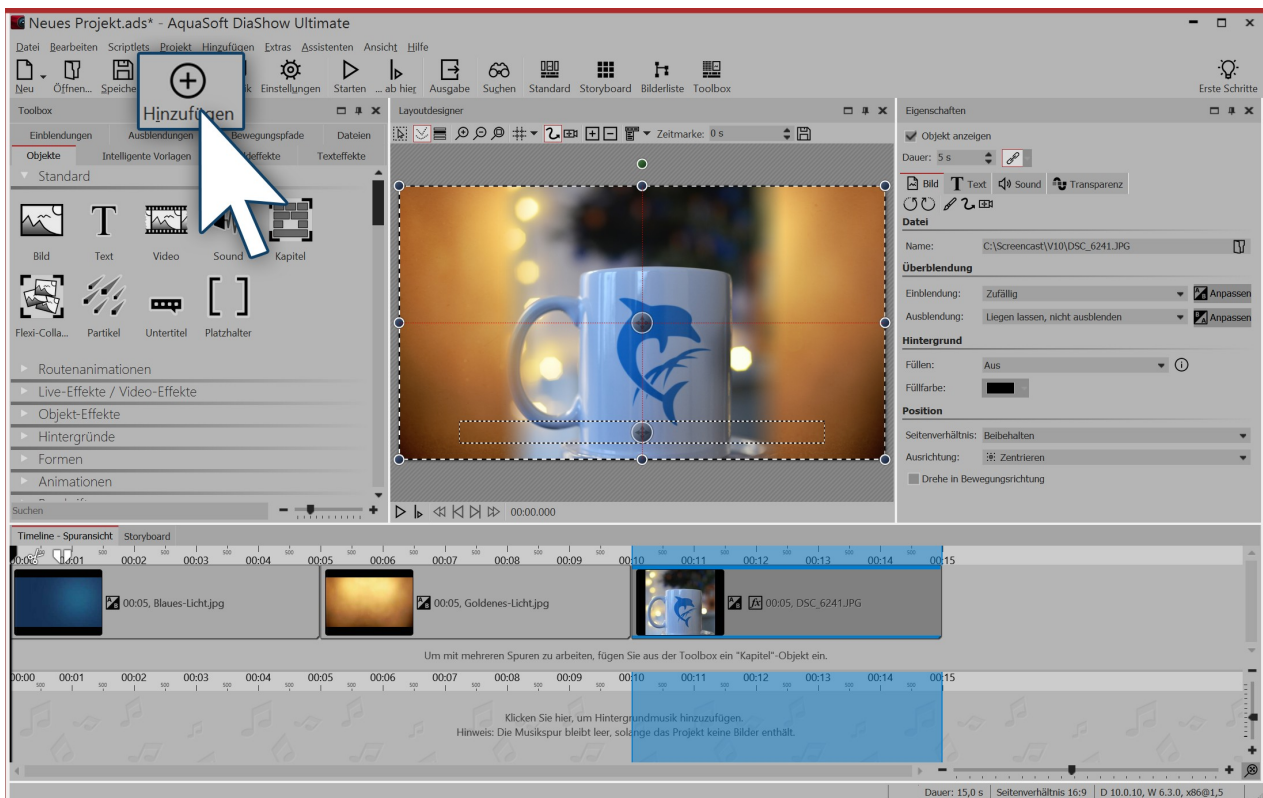 Neues Projekt.ads* - AquaSoft DiaShow Ultimate
Datei Bearbeiten Scriptlets Projekt Hinzufügen Extras Assistenten Ansicht Hilfe
Neu Öffnen... Speiche Hinzufügen ik Einstellungen Starten ... ab hier Ausgabe Suchen Standard Storyboard Bilderliste Toolbox Erste Schritte
Toolbox
Einblendungen Ausblendungen Bewegungspfade Dateien
Objekte Intelligente Vorlagen Texteffekte
Standard
Bild Text Video Sound Kapitel
Flexi-Colla... Partikel Untertitel Platzhalter
Routenanimationen
Live-Effekte / Video-Effekte
Objekt-Effekte
Hintergründe
Formen
Animationen
Suchen
Layoutdesigner
Zeitmarke: 0 s
00:00.000
Eigenschaften
Objekt anzeigen
Dauer: 5 s
Bild Text Sound Transparenz
Datei
Name: C:\Screencast\V10\DSC_6241.JPG
Überblendung
Einblendung: Zufällig Anpassen
Ausblendung: Liegen lassen, nicht ausblenden Anpassen
Hintergrund
Füllen: Aus
Füllfarbe:
Position
Seitenverhältnis: Beibehalten
Ausrichtung: Zentrieren
Drehe in Bewegungsrichtung
Timeline - Spuransicht Storyboard
00:01 00:02 00:03 00:04 00:05 00:06 00:07 00:08 00:09 00:10 00:11 00:12 00:13 00:14 00:15
00:05, Blaues-Licht.jpg 00:05, Goldenes-Licht.jpg 00:05, DSC_6241.JPG
Um mit mehreren Spuren zu arbeiten, fügen Sie aus der Toolbox ein "Kapitel"-Objekt ein.
00:00 00:01 00:02 00:03 00:04 00:05 00:06 00:07 00:08 00:09 00:10 00:11 00:12 00:13 00:14 00:15
Klicken Sie hier, um Hintergrundmusik hinzuzufügen.
Hinweis: Die Musikspur bleibt leer, solange das Projekt keine Bilder enthält.
Dauer: 15,0 s Seitenverhältnis 16:9 D 10.0.10, W 6.3.0, x86@1,5